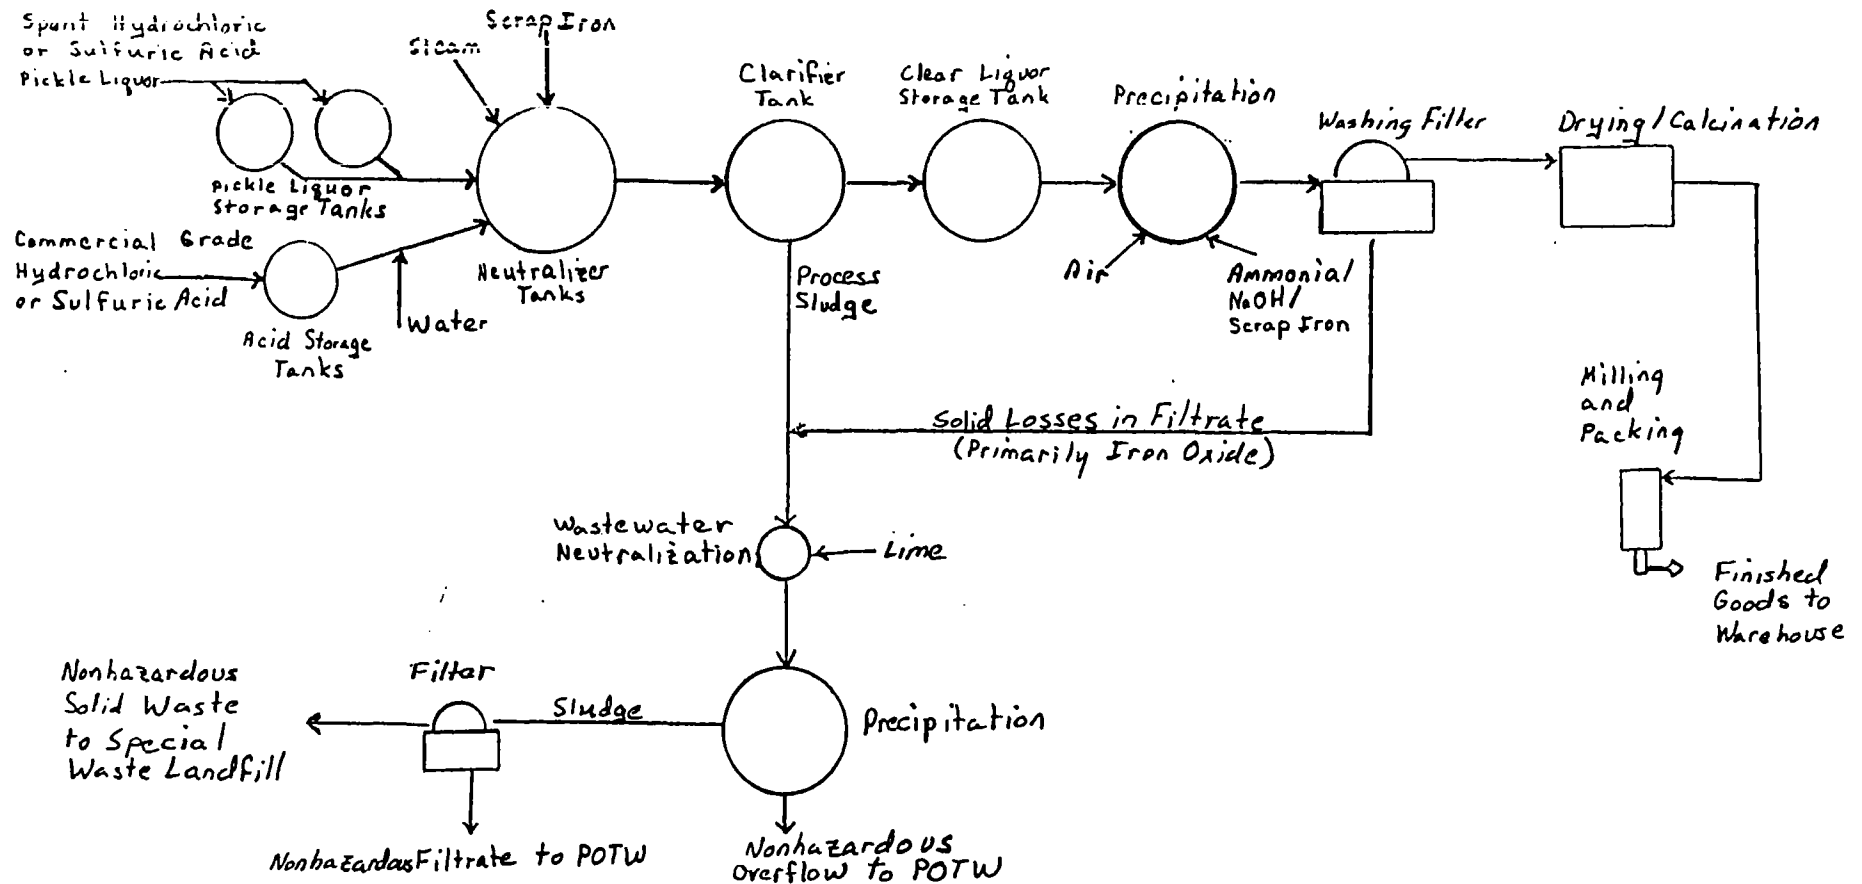 Spent Hydrochloric
or Sulfuric Acid
Pickle Liquor
Steam
Scrap Iron
Pickle Liquor
Storage Tanks
Commercial Grade
Hydrochloric
or Sulfuric Acid
Acid Storage
Tanks
Water
Neutralizer
Tanks
Clarifier
Tank
Clear Liquor
Storage Tank
Precipitation
Washing Filter
Drying/Calcination
Process
Sludge
Air
Ammonia/
NaOH/
Scrap Iron
Solid Losses in Filtrate
(Primarily Iron Oxide)
Milling
and
Packing
Finished
Goods to
Warehouse
Wastewater
Neutralization
Lime
Precipitation
Sludge
Filter
Nonhazardous
Solid Waste
to Special
Waste Landfill
Nonhazardous Filtrate to POTW
Nonhazardous
Overflow to POTW